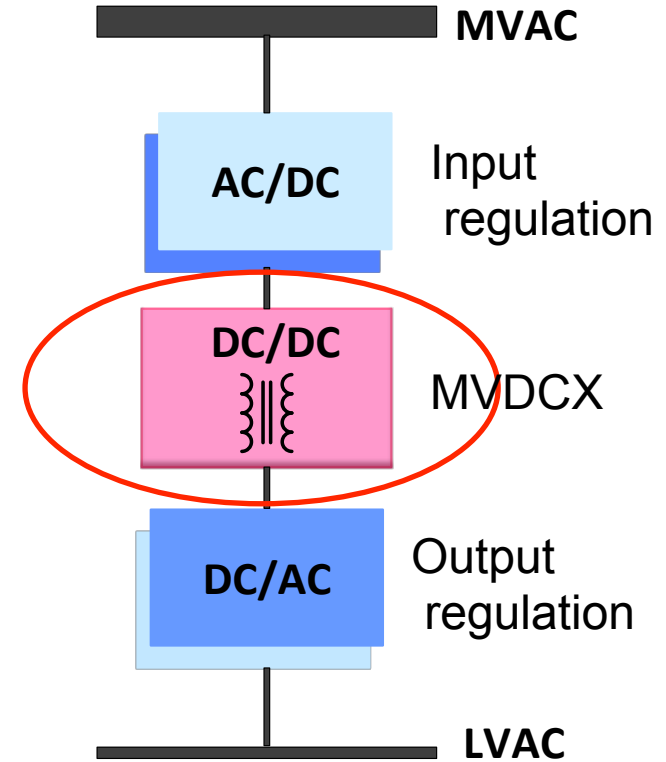 MVAC
AC/DC
Input
regulation
DC/DC
MVDCX
DC/AC
Output
regulation
LVAC